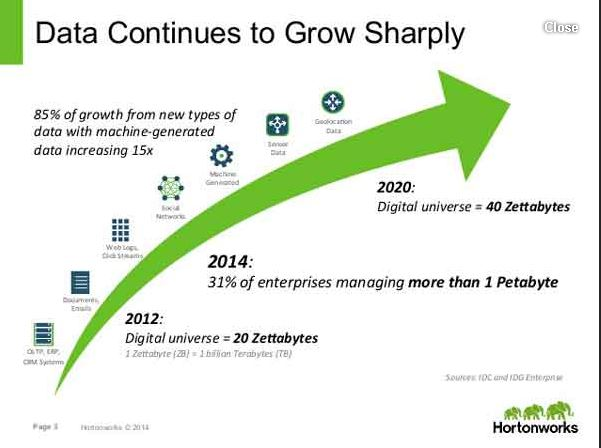 Data Continues to Grow Sharply
Close
85% of growth from new types of
data with machine-generated
data increasing 15x
Geolocation
Data
Sensor
Data
Machine
Generated
Social
Networks
Web Logs,
Click Streams
Documents,
Emails
OLTP, ERP,
CRM Systems
2020:
Digital universe = 40 Zettabytes
2014:
31% of enterprises managing more than 1 Petabyte
2012:
Digital universe = 20 Zettabytes
1 Zettabyte (ZB) = 1 billion Terabytes (TB)
Sources: IDC and IDG Enterprise
Page 3
Hortonworks © 2014
Hortonworks